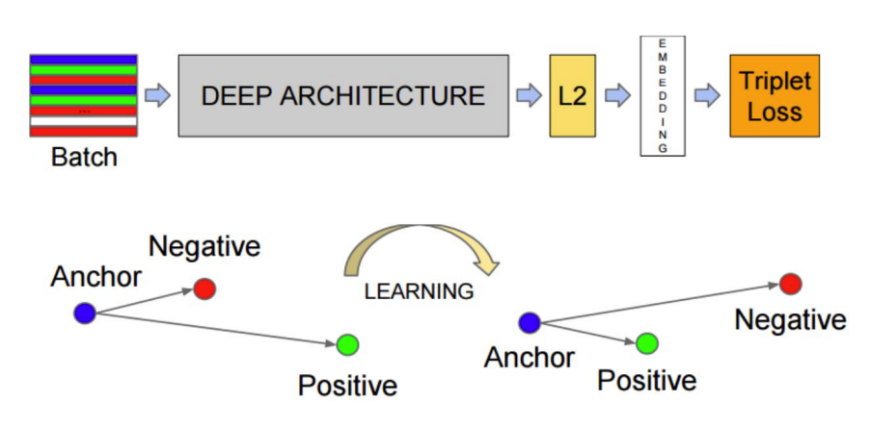 ...
Batch
DEEP ARCHITECTURE
L2
EMBEDDING
Triplet
Loss
Negative
Anchor
Positive
LEARNING
Negative
Anchor
Positive